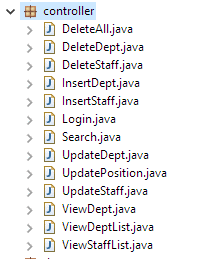 controller
DeleteAll.java
DeleteDept.java
DeleteStaff.java
InsertDept.java
InsertStaff.java
Login.java
Search.java
UpdateDept.java
UpdatePosition.java
UpdateStaff.java
ViewDept.java
ViewDeptList.java
ViewStaffList.java